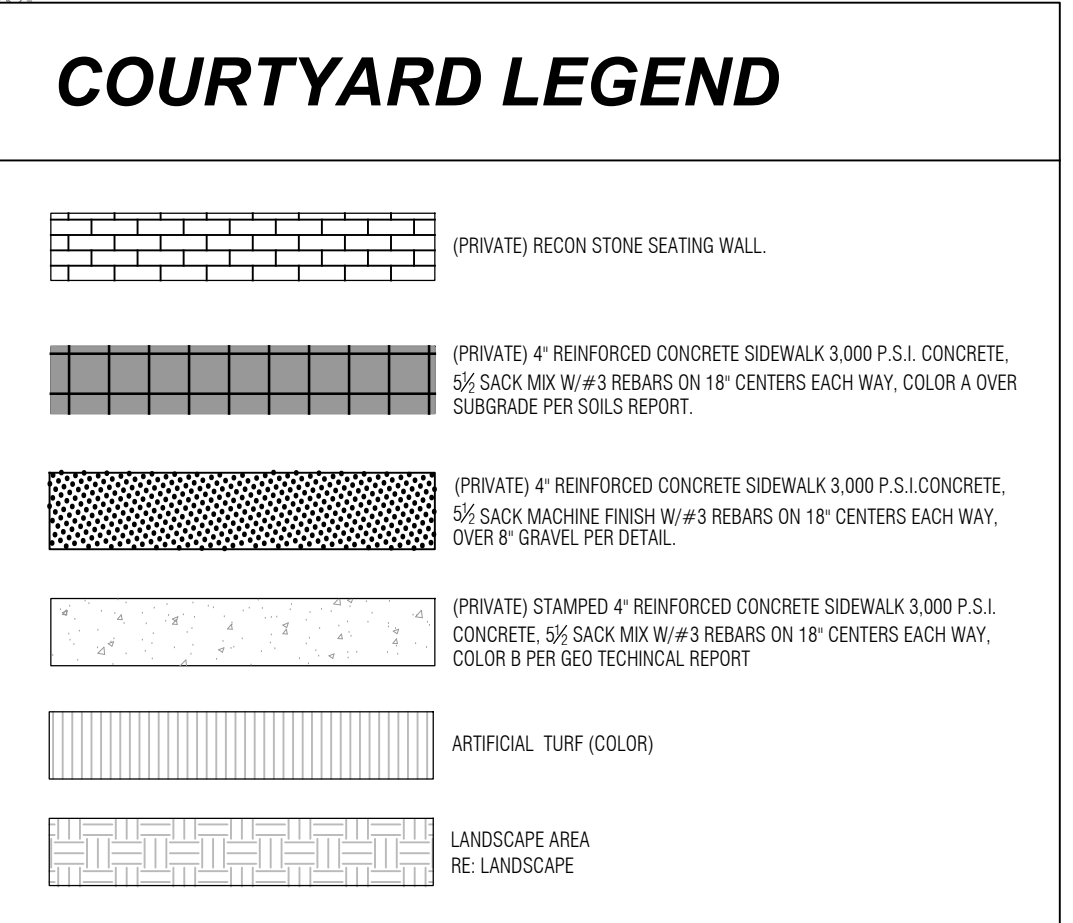 COURTYARD LEGEND
(PRIVATE) RECON STONE SEATING WALL.
(PRIVATE) 4" REINFORCED CONCRETE SIDEWALK 3,000 P.S.I. CONCRETE,
5½ SACK MIX W/#3 REBARS ON 18" CENTERS EACH WAY, COLOR A OVER
SUBGRADE PER SOILS REPORT.
(PRIVATE) 4" REINFORCED CONCRETE SIDEWALK 3,000 P.S.I.CONCRETE,
5½ SACK MACHINE FINISH W/#3 REBARS ON 18" CENTERS EACH WAY,
OVER 8" GRAVEL PER DETAIL.
(PRIVATE) STAMPED 4" REINFORCED CONCRETE SIDEWALK 3,000 P.S.I.
CONCRETE, 5½ SACK MIX W/#3 REBARS ON 18" CENTERS EACH WAY,
COLOR B PER GEO TECHINCAL REPORT
ARTIFICIAL TURF (COLOR)
LANDSCAPE AREA
RE: LANDSCAPE